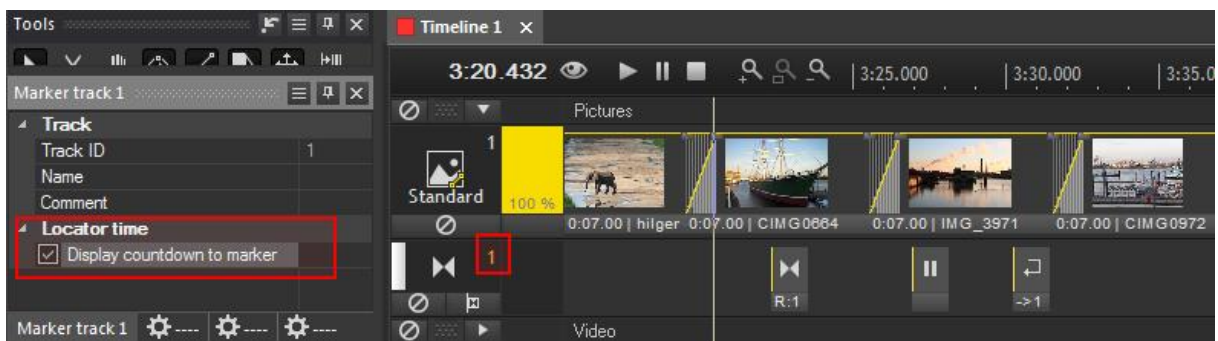 Tools
Marker track 1
Track
Track ID 1
Name
Comment
Locator time
Display countdown to marker
Marker track 1 ---- ---- ----
Timeline 1
3:20.432
3:25.000 3:30.000 3:35.0
Pictures
1
Standard
100 %
0:07.00 | hilger 0:07.00 | CIMG0664 0:07.00 | IMG_3971 0:07.00 | CIMG0972
1
R:1 ->1
Video